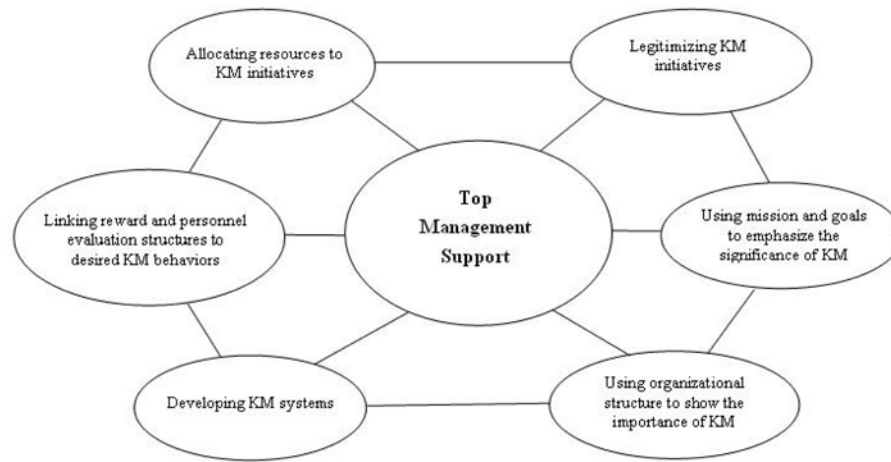 Allocating resources to
KM initiatives
Legitimizing KM
initiatives
Top
Management
Support
Linking reward and personnel
evaluation structures to
desired KM behaviors
Using mission and goals
to emphasize the
significance of KM
Developing KM systems
Using organizational
structure to show the
importance of KM